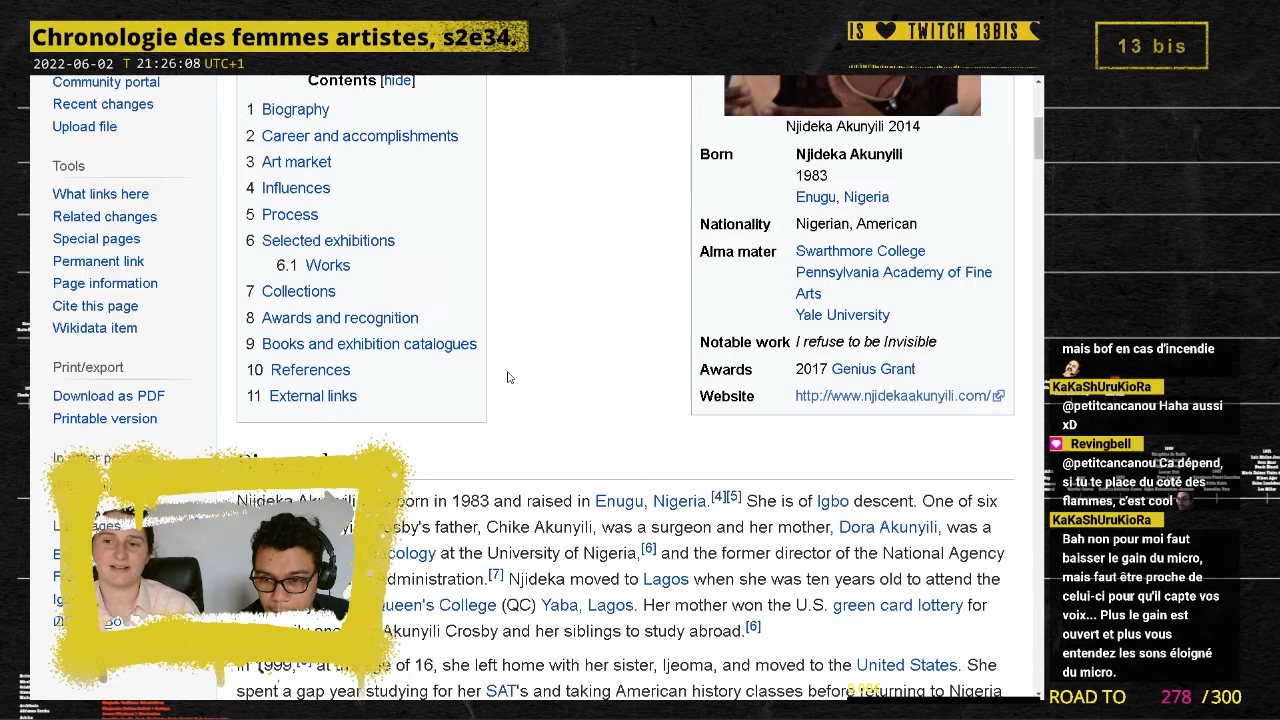 Chronologie des femmes artistes, s2e34.
2022-06-02 T 21:26:08 UTC+1
IS ♥ TWITCH 13BIS
13 bis
Community portal
Recent changes
Upload file
Tools
What links here
Related changes
Special pages
Permanent link
Page information
Cite this page
Wikidata item
Print/export
Download as PDF
Printable version
Contents [hide]
1 Biography
2 Career and accomplishments
3 Art market
4 Influences
5 Process
6 Selected exhibitions
6.1 Works
7 Collections
8 Awards and recognition
9 Books and exhibition catalogues
10 References
11 External links
Njideka Akunyili 2014
Born Njideka Akunyili
1983
Enugu, Nigeria
Nationality Nigerian, American
Alma mater Swarthmore College
Pennsylvania Academy of Fine
Arts
Yale University
Notable work I refuse to be Invisible
Awards 2017 Genius Grant
Website http://www.njidekaakunyili.com/
born in 1983 and raised in Enugu, Nigeria.[4][5] She is of Igbo descent. One of six
father, Chike Akunyili, was a surgeon and her mother, Dora Akunyili, was a
at the University of Nigeria,[6] and the former director of the National Agency
[7] Njideka moved to Lagos when she was ten years old to attend the
Queen's College (QC) Yaba, Lagos. Her mother won the U.S. green card lottery for
Akunyili Crosby and her siblings to study abroad.[6]
In 1999, at of 16, she left home with her sister, Ijeoma, and moved to the United States. She
spent a gap year studying for her SAT's and taking American history classes before returning to Nigeria
mais bof en cas d'incendie
KaKaShUruKioRa
@petitcancanou Haha aussi
xD
Revingbell
@petitcancanou Ca dépend,
si tu te place du coté des
flammes, c'est cool
KaKaShUruKioRa
Bah non pour moi faut
baisser le gain du micro,
mais faut être proche de
celui-ci pour qu'il capte vos
voix... Plus le gain est
ouvert et plus vous
entendez les sons éloigné
du micro.
ROAD TO 278 / 300